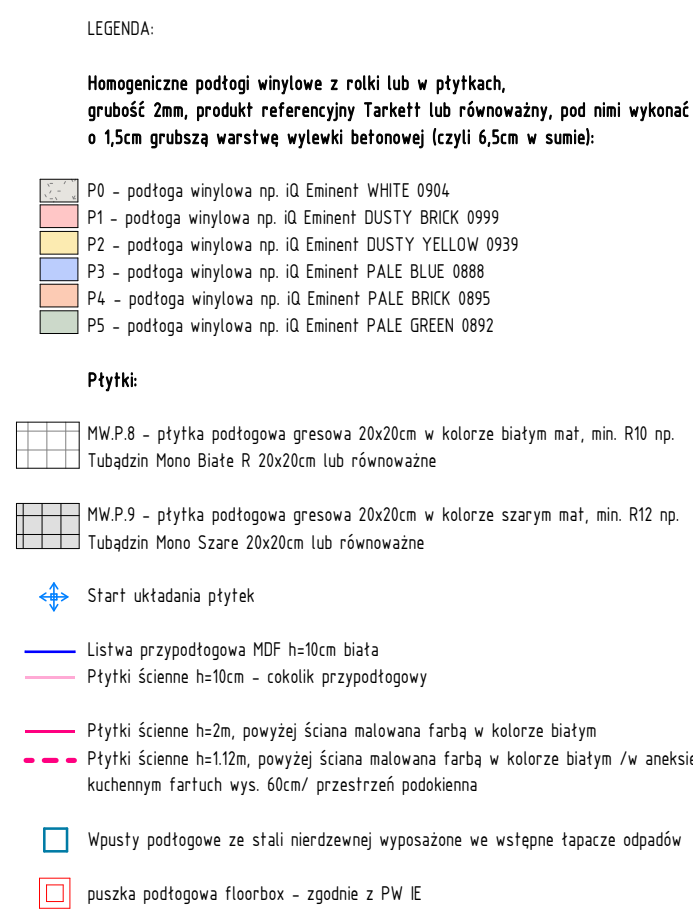 LEGENDA:
Homogeniczne podłogi winylowe z rolki lub w płytkach,
grubość 2mm, produkt referencyjny Tarkett lub równoważny, pod nimi wykonać
o 1,5cm grubszą warstwę wylewki betonowej (czyli 6,5cm w sumie):
P0 - podłoga winylowa np. iQ Eminent WHITE 0904
P1 - podłoga winylowa np. iQ Eminent DUSTY BRICK 0999
P2 - podłoga winylowa np. iQ Eminent DUSTY YELLOW 0939
P3 - podłoga winylowa np. iQ Eminent PALE BLUE 0888
P4 - podłoga winylowa np. iQ Eminent PALE BRICK 0895
P5 - podłoga winylowa np. iQ Eminent PALE GREEN 0892
Płytki:
MW.P.8 - płytka podłogowa gresowa 20x20cm w kolorze białym mat, min. R10 np.
Tubądzin Mono Białe R 20x20cm lub równoważne
MW.P.9 - płytka podłogowa gresowa 20x20cm w kolorze szarym mat, min. R12 np.
Tubądzin Mono Szare 20x20cm lub równoważne
Start układania płytek
Listwa przypodłogowa MDF h=10cm biała
Płytki ścienne h=10cm - cokolik przypodłogowy
Płytki ścienne h=2m, powyżej ściana malowana farbą w kolorze białym
Płytki ścienne h=1.12m, powyżej ściana malowana farbą w kolorze białym /w aneksie
kuchennym fartuch wys. 60cm/ przestrzeń podokienna
Wpusty podłogowe ze stali nierdzewnej wyposażone we wstępne łapacze odpadów
puszka podłogowa floorbox - zgodnie z PW IE